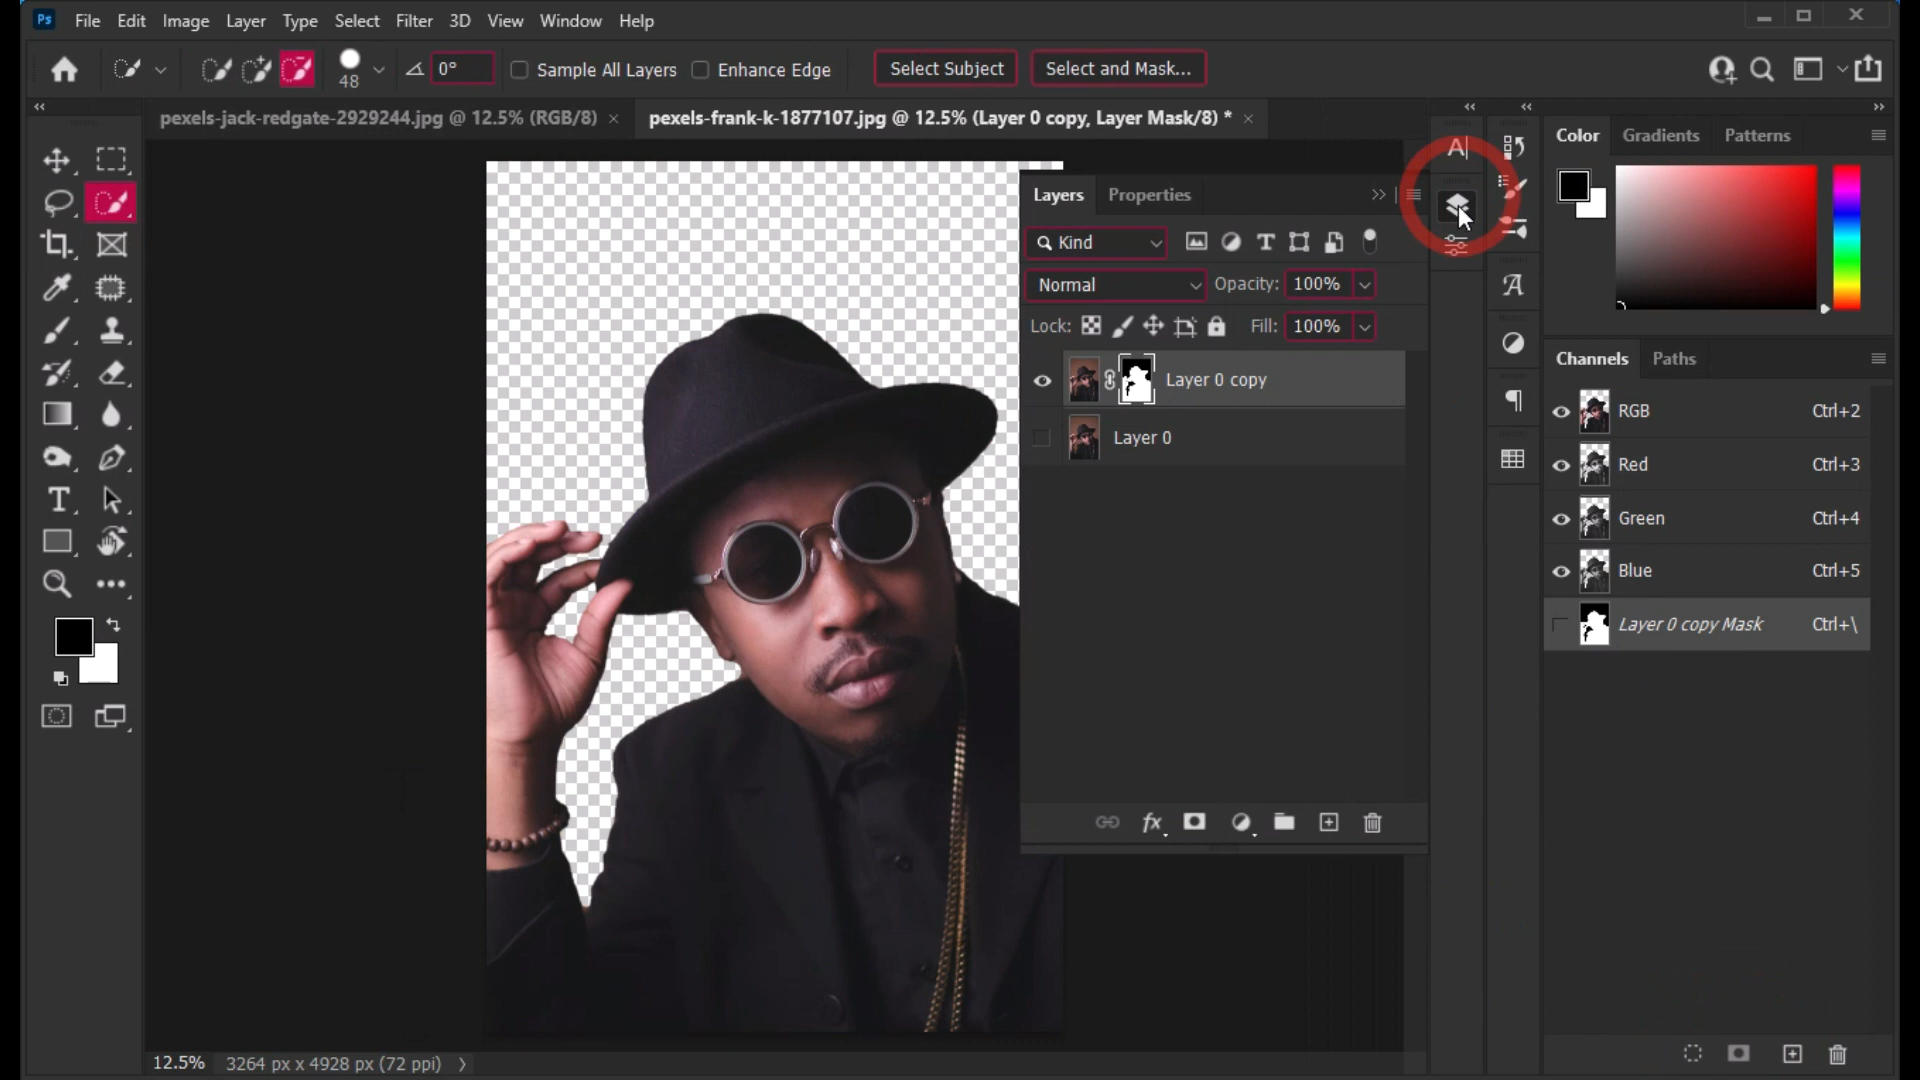 Ps File Edit Image Layer Type Select Filter 3D View Window Help
48 0° Sample All Layers Enhance Edge Select Subject Select and Mask...
pexels-jack-redgate-2929244.jpg @ 12.5% (RGB/8) × pexels-frank-k-1877107.jpg @ 12.5% (Layer 0 copy, Layer Mask/8) * ×
Color Gradients Patterns
Layers Properties
Kind
Normal Opacity: 100%
Lock: Fill: 100%
Layer 0 copy
Layer 0
fx
Channels Paths
RGB Ctrl+2
Red Ctrl+3
Green Ctrl+4
Blue Ctrl+5
Layer 0 copy Mask Ctrl+\
12.5% 3264 px x 4928 px (72 ppi)